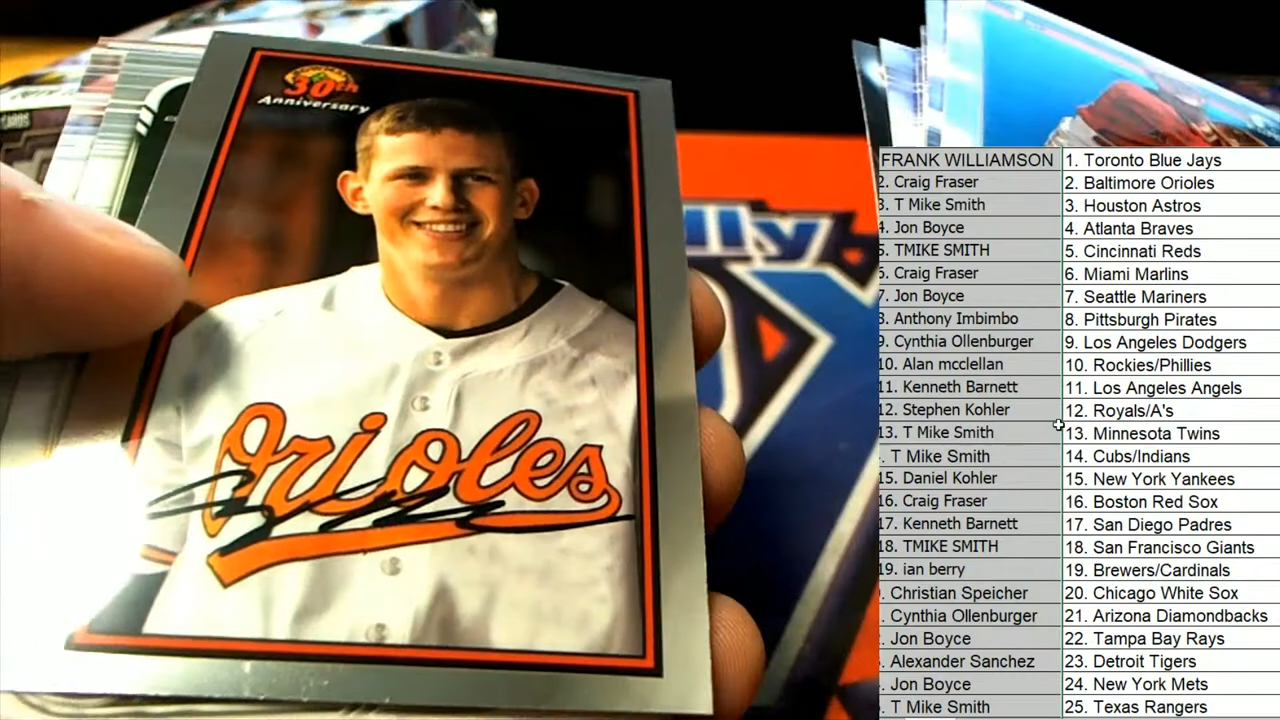 30th
Anniversary
Orioles
lly
FRANK WILLIAMSON 1. Toronto Blue Jays
2. Craig Fraser 2. Baltimore Orioles
3. T Mike Smith 3. Houston Astros
4. Jon Boyce 4. Atlanta Braves
5. TMIKE SMITH 5. Cincinnati Reds
6. Craig Fraser 6. Miami Marlins
7. Jon Boyce 7. Seattle Mariners
8. Anthony Imbimbo 8. Pittsburgh Pirates
9. Cynthia Ollenburger 9. Los Angeles Dodgers
10. Alan mcclellan 10. Rockies/Phillies
11. Kenneth Barnett 11. Los Angeles Angels
12. Stephen Kohler 12. Royals/A's
13. T Mike Smith 13. Minnesota Twins
. T Mike Smith 14. Cubs/Indians
15. Daniel Kohler 15. New York Yankees
16. Craig Fraser 16. Boston Red Sox
17. Kenneth Barnett 17. San Diego Padres
18. TMIKE SMITH 18. San Francisco Giants
19. ian berry 19. Brewers/Cardinals
. Christian Speicher 20. Chicago White Sox
. Cynthia Ollenburger 21. Arizona Diamondbacks
. Jon Boyce 22. Tampa Bay Rays
. Alexander Sanchez 23. Detroit Tigers
. Jon Boyce 24. New York Mets
. T Mike Smith 25. Texas Rangers